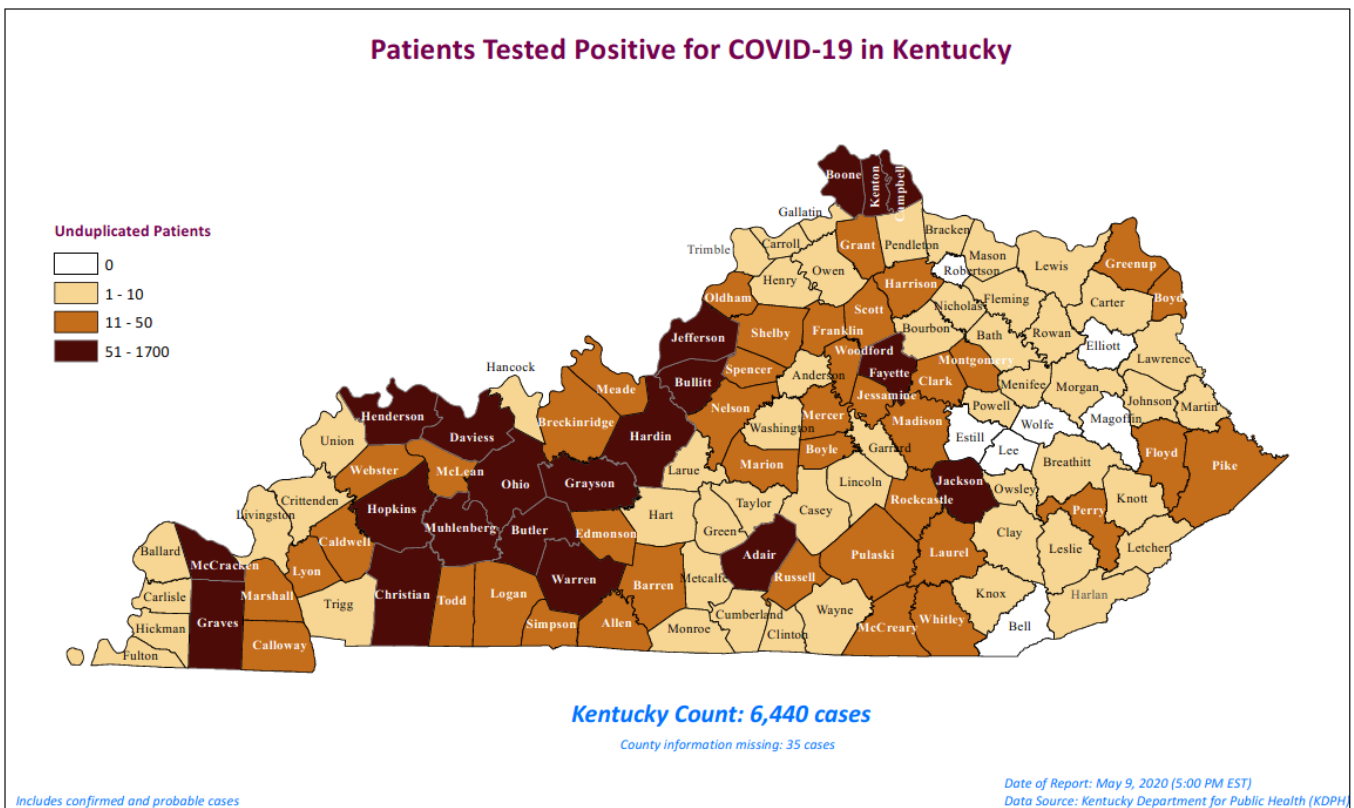 Patients Tested Positive for COVID-19 in Kentucky
Unduplicated Patients
0
1 - 10
11 - 50
51 - 1700
Boone
Kenton
Campbell
Gallatin
Trimble
Carroll
Grant
Pendleton
Bracken
Mason
Robertson
Lewis
Greenup
Boyd
Henry
Owen
Harrison
Nicholas
Fleming
Carter
Oldham
Scott
Bourbon
Bath
Rowan
Elliott
Lawrence
Jefferson
Shelby
Franklin
Woodford
Fayette
Montgomery
Clark
Menifee
Morgan
Johnson
Martin
Bullitt
Spencer
Anderson
Jessamine
Powell
Wolfe
Magoffin
Hancock
Meade
Breckinridge
Hardin
Nelson
Washington
Mercer
Madison
Estill
Lee
Breathitt
Floyd
Pike
Henderson
Daviess
Union
Webster
McLean
Ohio
Grayson
Larue
Marion
Boyle
Garrard
Lincoln
Jackson
Owsley
Knott
Perry
Crittenden
Livingston
Hopkins
Muhlenberg
Butler
Edmonson
Hart
Green
Taylor
Casey
Rockcastle
Clay
Leslie
Letcher
Ballard
McCracken
Caldwell
Lyon
Warren
Barren
Metcalfe
Adair
Russell
Pulaski
Laurel
Carlisle
Graves
Marshall
Trigg
Christian
Todd
Logan
Simpson
Allen
Monroe
Cumberland
Clinton
Wayne
McCreary
Whitley
Knox
Harlan
Bell
Hickman
Fulton
Calloway
Kentucky Count: 6,440 cases
County information missing: 35 cases
Date of Report: May 9, 2020 (5:00 PM EST)
Includes confirmed and probable cases
Data Source: Kentucky Department for Public Health (KDPH)